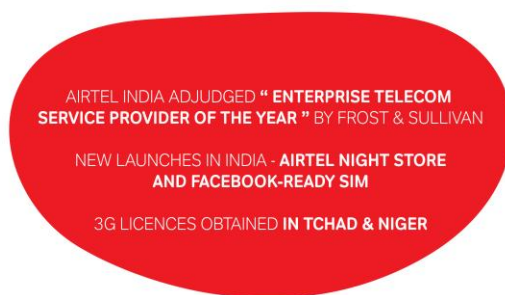 AIRTEL INDIA ADJUDGED “ ENTERPRISE TELECOM
SERVICE PROVIDER OF THE YEAR ” BY FROST & SULLIVAN
NEW LAUNCHES IN INDIA - AIRTEL NIGHT STORE
AND FACEBOOK-READY SIM
3G LICENCES OBTAINED IN TCHAD & NIGER